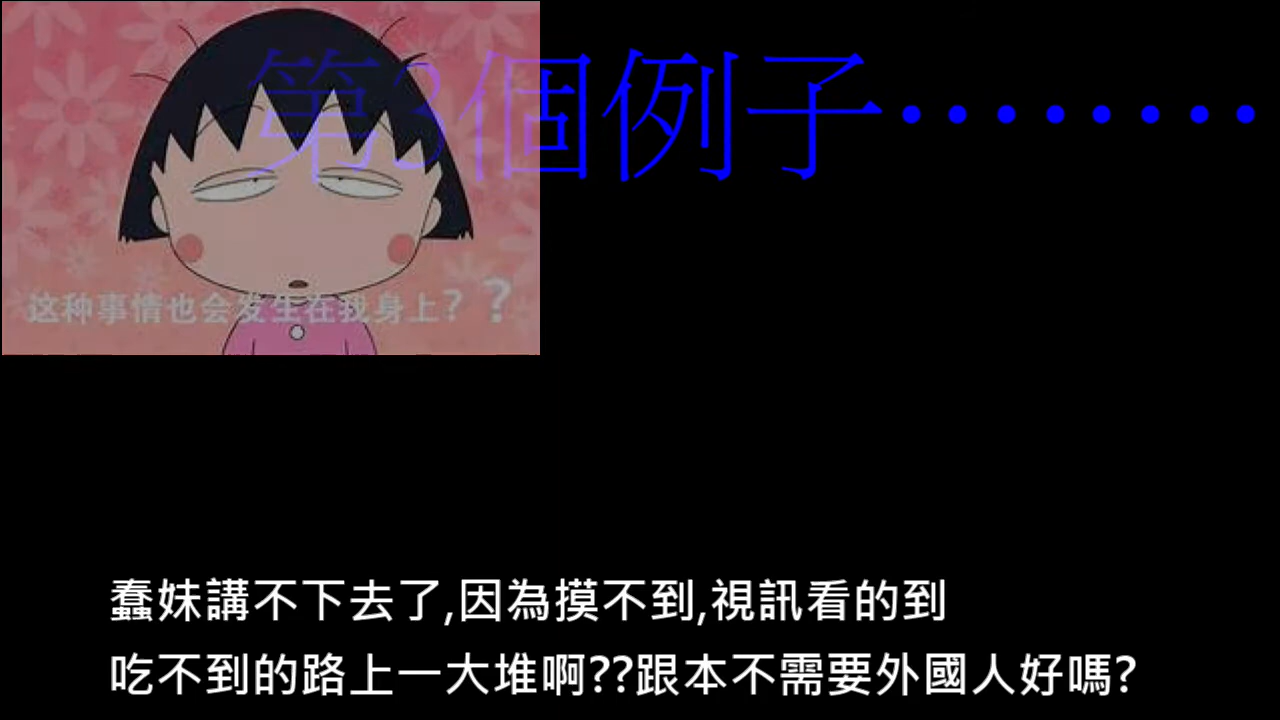 第3個例子‧‧‧‧‧‧‧‧
这种事情也会发生在我身上？？
蠢妹講不下去了,因為摸不到,視訊看的到
吃不到的路上一大堆啊??跟本不需要外國人好嗎?